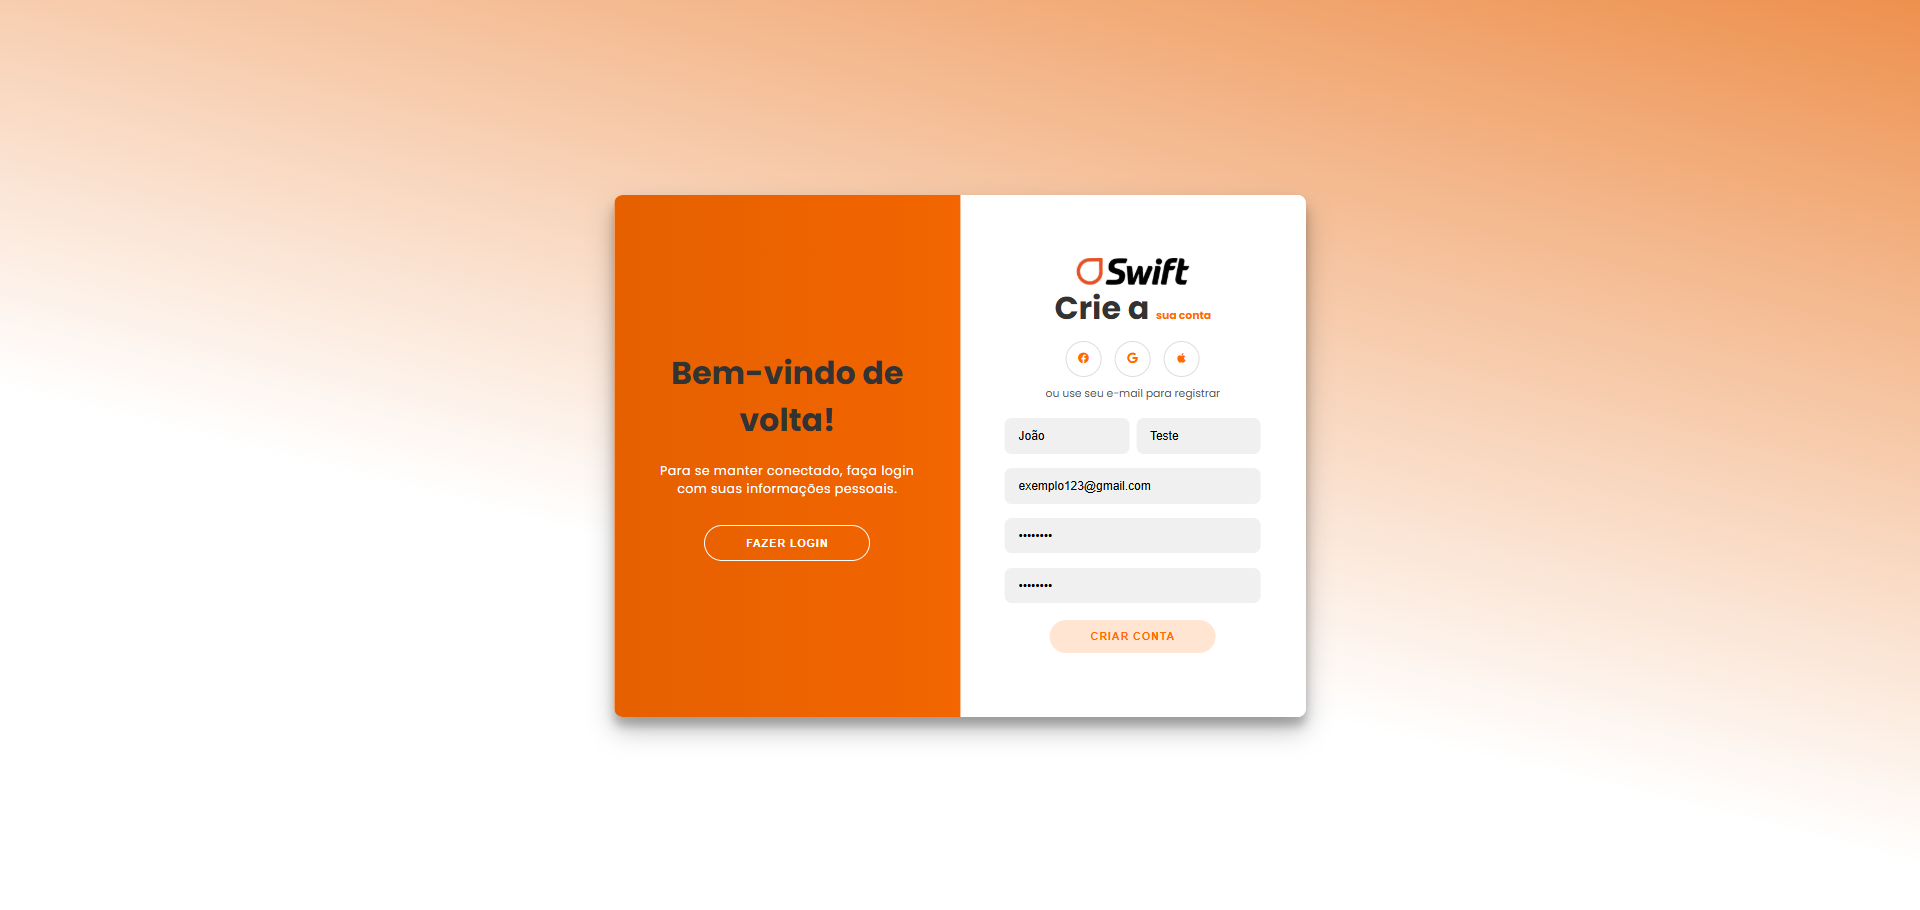 Bem-vindo de
volta!
Para se manter conectado, faça login
com suas informações pessoais.
FAZER LOGIN
Swift
Crie a sua conta
ou use seu e-mail para registrar
João Teste
exemplo123@gmail.com
••••••••
••••••••
CRIAR CONTA